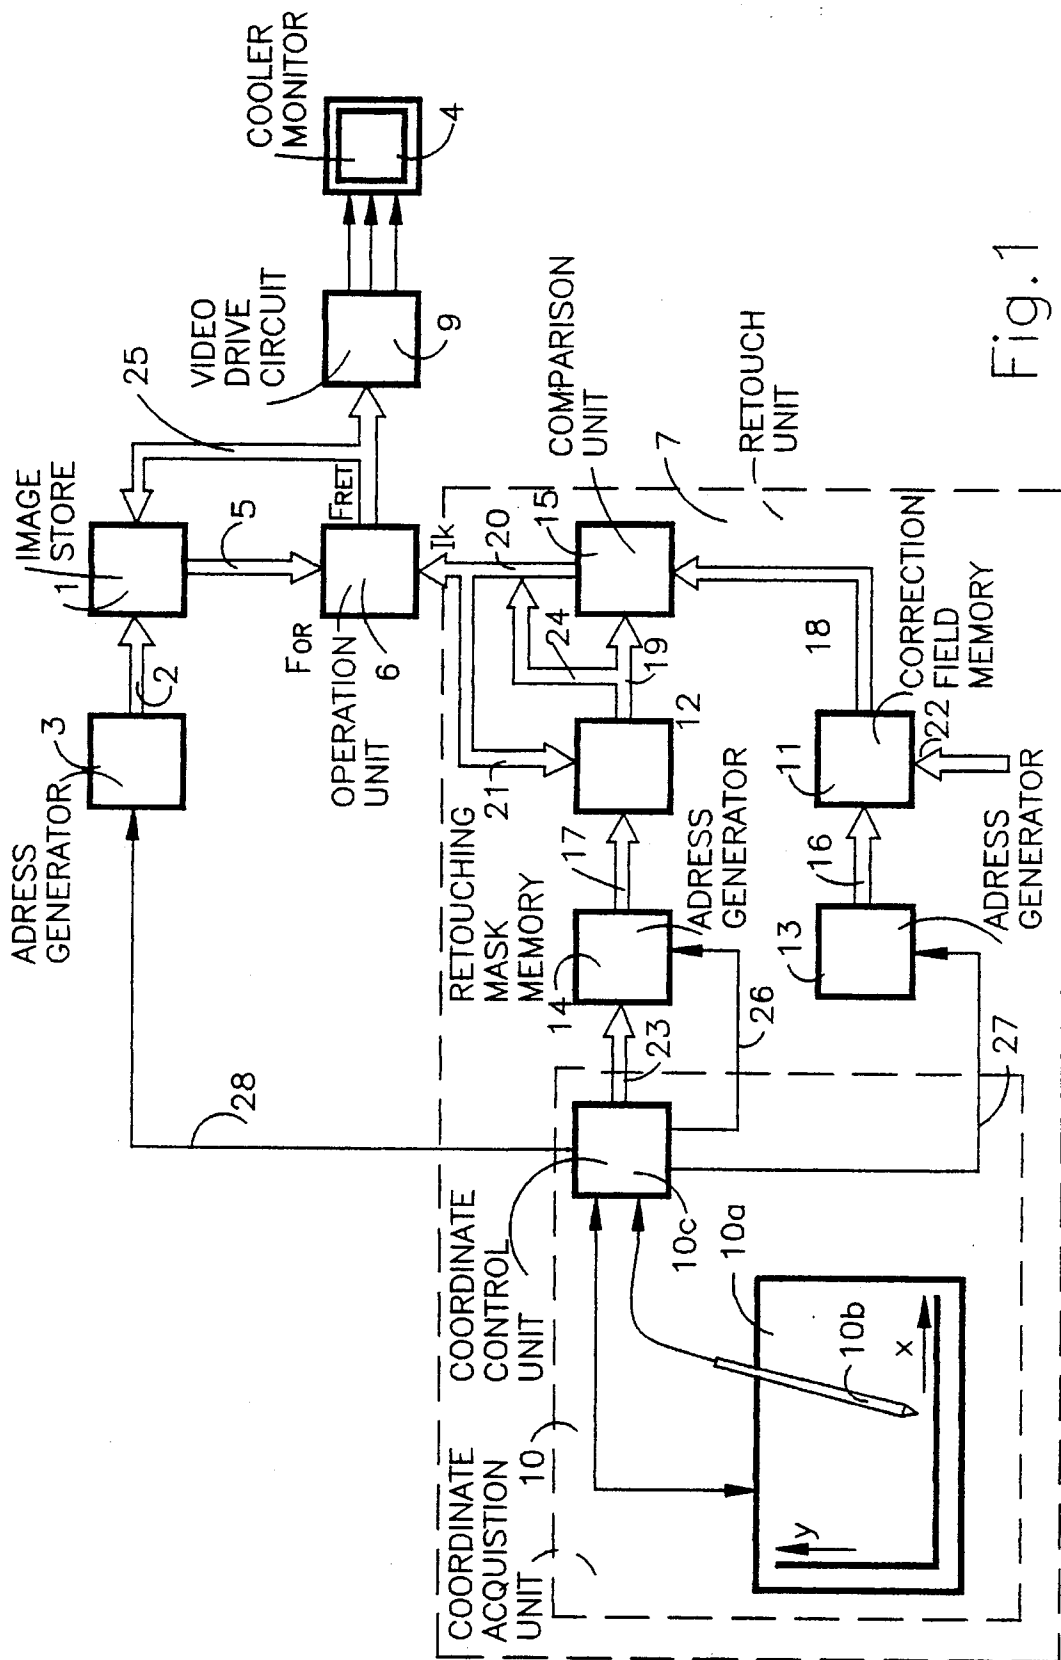 COOLER
MONITOR
4
VIDEO
DRIVE
CIRCUIT
9
25
IMAGE
STORE
1
5
2
3
ADRESS
GENERATOR
FRET
FOR
OPERATION
UNIT
6
Ik
28
RETOUCHING
MASK
MEMORY
21
20
15
COMPARISON
UNIT
7
RETOUCH
UNIT
24
19
12
17
14
ADRESS
GENERATOR
18
CORRECTION
FIELD
MEMORY
11
22
16
13
ADRESS
GENERATOR
23
26
27
COORDINATE
CONTROL
UNIT
10c
COORDINATE
ACQUISTION
UNIT
10
10a
10b
x
y
Fig.1